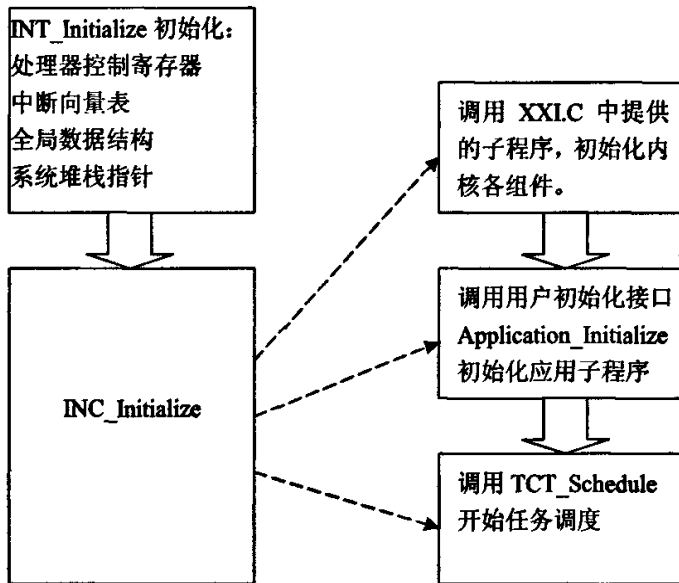 INT_Initialize 初始化：
处理器控制寄存器
中断向量表
全局数据结构
系统堆栈指针
INC_Initialize
调用 XXI.C 中提供
的子程序，初始化内
核各组件。
调用用户初始化接口
Application_Initialize
初始化应用子程序
调用 TCT_Schedule
开始任务调度